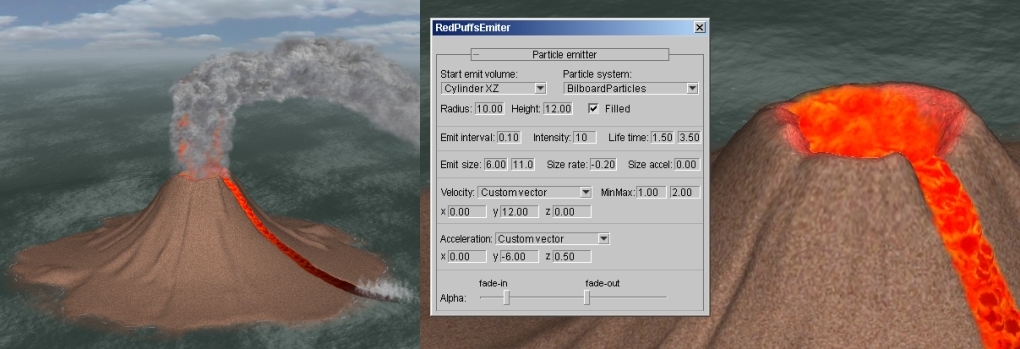 RedPuffsEmiter
Particle emitter
Start emit volume: Particle system:
Cylinder XZ BilboardParticles
Radius: 10.00 Height: 12.00 Filled
Emit interval: 0.10 Intensity: 10 Life time: 1.50 3.50
Emit size: 6.00 11.0 Size rate: -0.20 Size accel: 0.00
Velocity: Custom vector MinMax: 1.00 2.00
x 0.00 y 12.00 z 0.00
Acceleration: Custom vector
x 0.00 y -6.00 z 0.50
fade-in fade-out
Alpha: